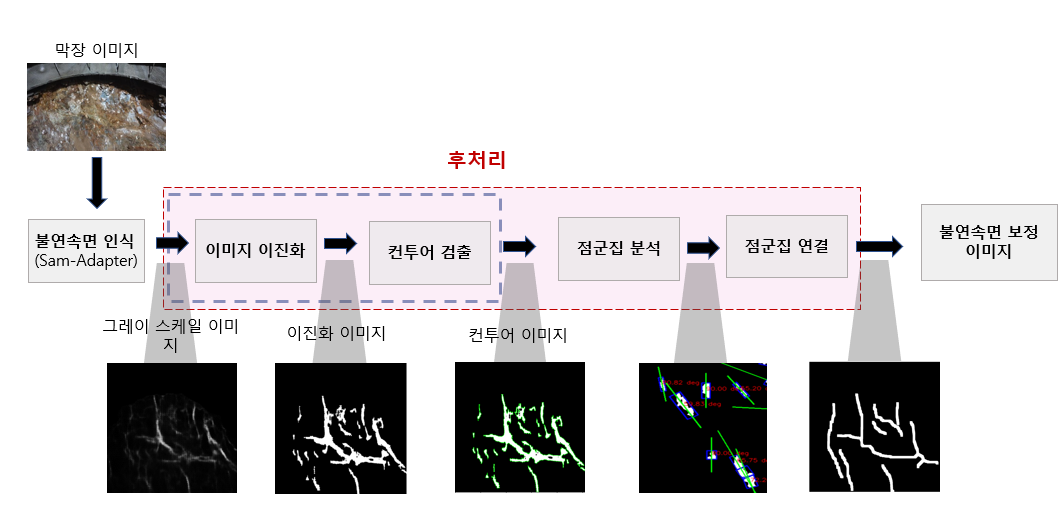 막장 이미지
후처리
불연속면 인식
(Sam-Adapter)
이미지 이진화
컨투어 검출
점군집 분석
점군집 연결
불연속면 보정
이미지
그레이 스케일 이미
지
이진화 이미지
컨투어 이미지